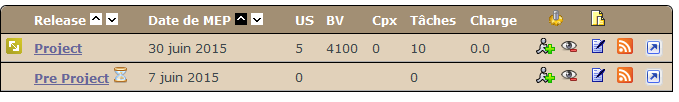 Release Date de MEP US BV Cpx Tâches Charge
Project 30 juin 2015 5 4100 0 10 0.0
Pre Project 7 juin 2015 0 0